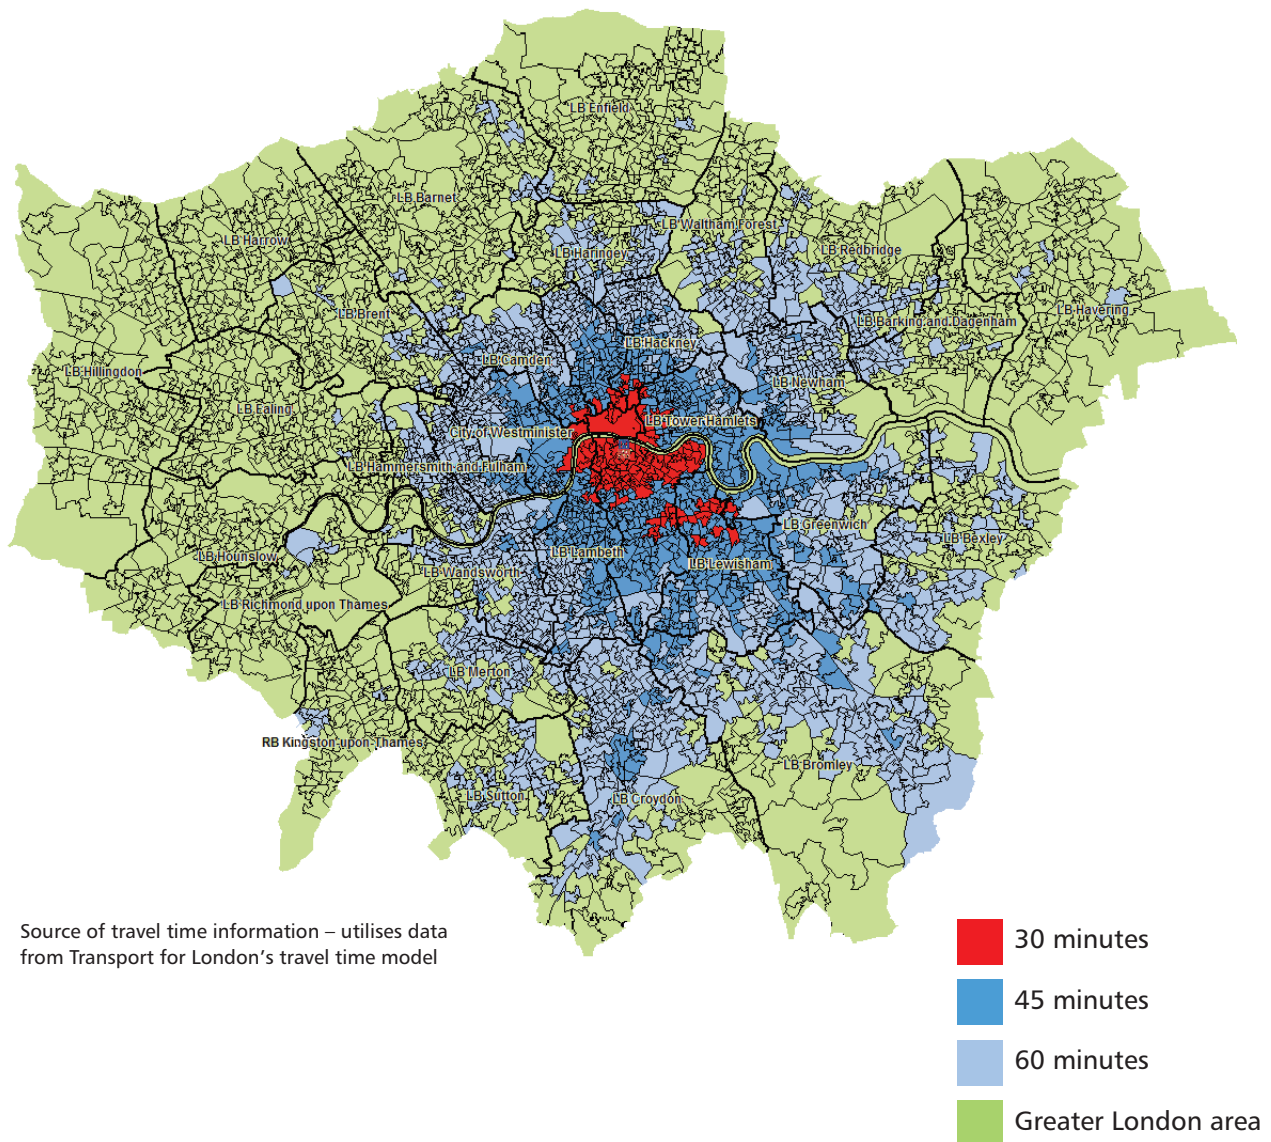 LB Enfield
LB Barnet
LB Waltham Forest
LB Harrow
LB Haringey
LB Redbridge
LB Brent
LB Havering
LB Barking and Dagenham
LB Hackney
LB Camden
LB Hillingdon
LB Newham
LB Ealing
LB Tower Hamlets
City of Westminister
LB Hammersmith and Fulham
LB Greenwich
LB Bexley
LB Hounslow
LB Lambeth
LB Lewisham
LB Wandsworth
LB Richmond upon Thames
LB Merton
RB Kingston upon Thames
LB Bromley
LB Sutton
LB Croydon
Source of travel time information – utilises data
from Transport for London’s travel time model
30 minutes
45 minutes
60 minutes
Greater London area